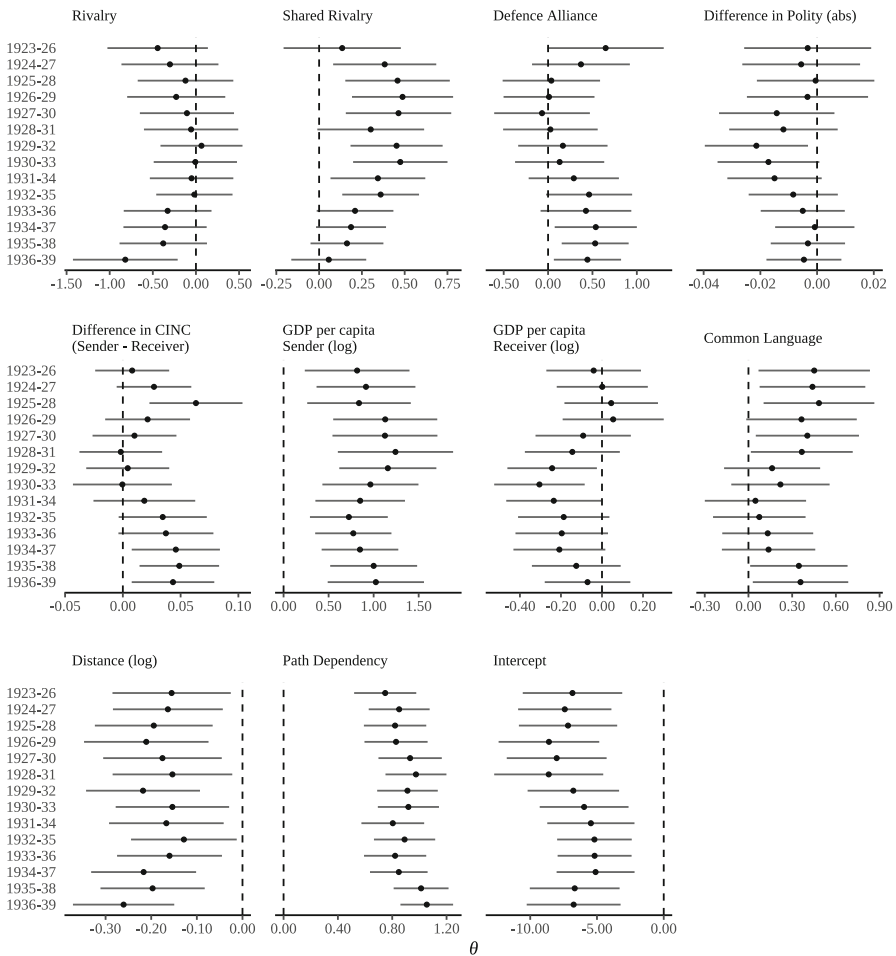 Rivalry
Shared Rivalry
Defence Alliance
Difference in Polity (abs)
1923-26
1924-27
1925-28
1926-29
1927-30
1928-31
1929-32
1930-33
1931-34
1932-35
1933-36
1934-37
1935-38
1936-39
-1.50 -1.00 -0.50 0.00 0.50
0.00 0.25 0.50 0.75
-0.50 0.00 0.50 1.00
-0.04 -0.02 0.00 0.02
Difference in CINC
(Sender - Receiver)
GDP per capita
Sender (log)
GDP per capita
Receiver (log)
Common Language
1923-26
1924-27
1925-28
1926-29
1927-30
1928-31
1929-32
1930-33
1931-34
1932-35
1933-36
1934-37
1935-38
1936-39
-0.05 0.00 0.05 0.10
0.00 0.50 1.00 1.50
-0.40 -0.20 0.00 0.20
-0.30 0.00 0.30 0.60 0.90
Distance (log)
Path Dependency
Intercept
1923-26
1924-27
1925-28
1926-29
1927-30
1928-31
1929-32
1930-33
1931-34
1932-35
1933-36
1934-37
1935-38
1936-39
-0.30 -0.20 -0.10 0.00
0.00 0.40 0.80 1.20
-10.00 -5.00 0.00
θ